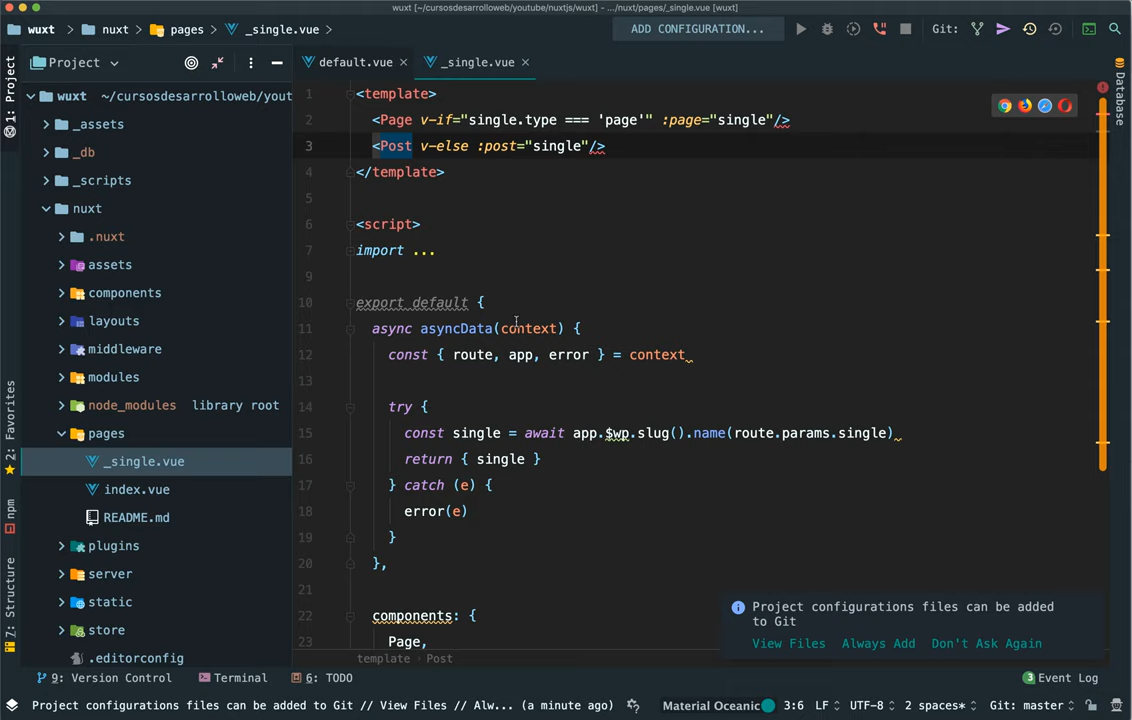 wuxt [~/cursosdesarrolloweb/youtube/nuxtjs/wuxt] - .../nuxt/pages/_single.vue [wuxt]
wuxt
nuxt
pages
_single.vue
ADD CONFIGURATION...
Git:
1: Project
2: Favorites
npm
7: Structure
Database
Project
default.vue
_single.vue
wuxt ~/cursosdesarrolloweb/yout
_assets
_db
_scripts
nuxt
.nuxt
assets
components
layouts
middleware
modules
node_modules library root
pages
_single.vue
index.vue
README.md
plugins
server
static
store
.editorconfig
1 <template>
2 <Page v-if="single.type === 'page'" :page="single"/>
3 <Post v-else :post="single"/>
4 </template>
5
6 <script>
7 import ...
9
10 export default {
11 async asyncData(context) {
12 const { route, app, error } = context
13
14 try {
15 const single = await app.$wp.slug().name(route.params.single)
16 return { single }
17 } catch (e) {
18 error(e)
19 }
20 },
21
22 components: {
23 Page,
template › Post
Project configurations files can be added
to Git
View Files Always Add Don't Ask Again
9: Version Control
Terminal
6: TODO
3 Event Log
Project configurations files can be added to Git // View Files // Alw... (a minute ago)
Material Oceanic
3:6
LF
UTF-8
2 spaces*
Git: master